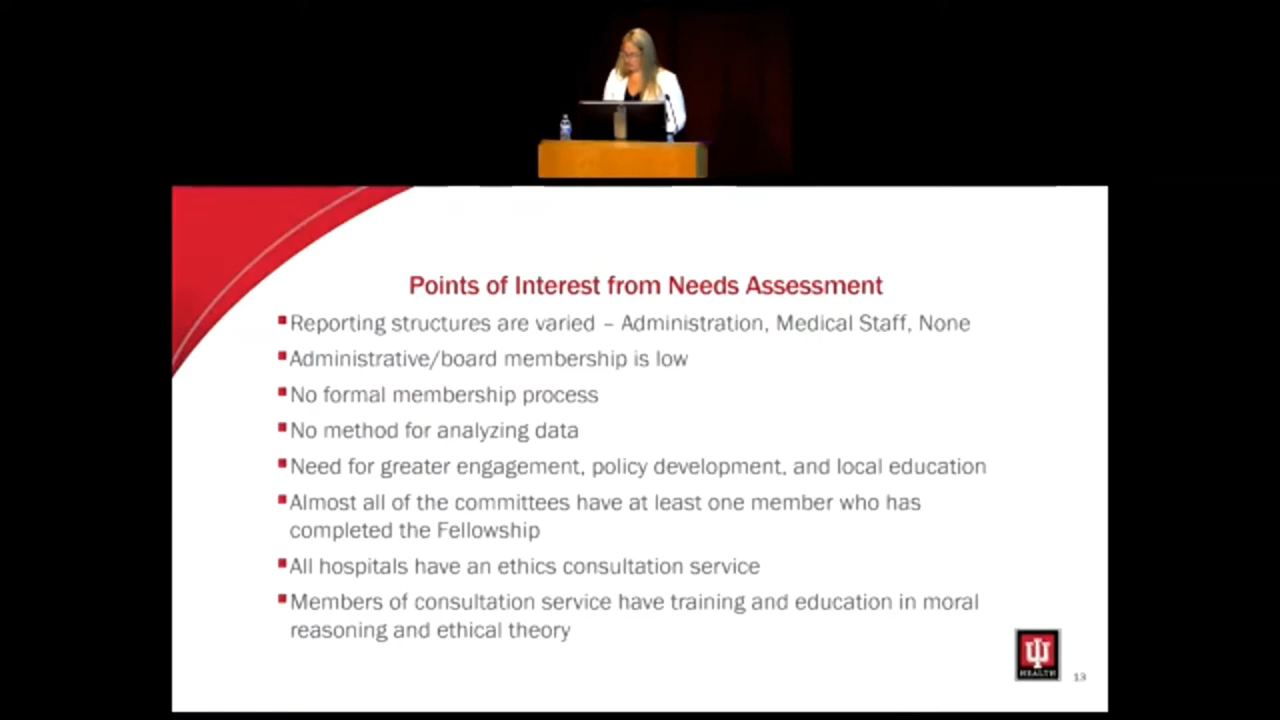 Points of Interest from Needs Assessment
Reporting structures are varied – Administration, Medical Staff, None
Administrative/board membership is low
No formal membership process
No method for analyzing data
Need for greater engagement, policy development, and local education
Almost all of the committees have at least one member who has
completed the Fellowship
All hospitals have an ethics consultation service
Members of consultation service have training and education in moral
reasoning and ethical theory
HEALTH
13